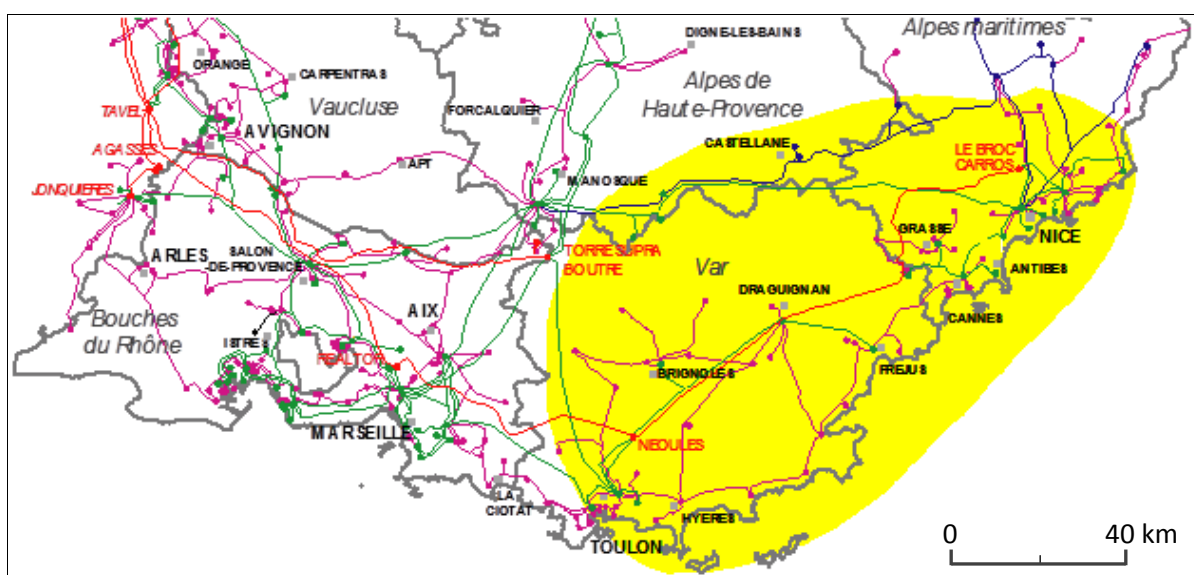 Alpes maritimes
DIGNE-LES-BAINS
ORANGE
CARPENTRAS
Alpes de
Haute-Provence
Vaucluse
TAVEL
FORCALQUIER
AVIGNON
CASTELLANE
LE BROC
CARROS
AGASSES
APT
MANOSQUE
JONQUIERES
GRASSE
NICE
ARLES
SALON
-DE-PROVENCE
TORRE SUPRA
BOUTRE
Var
ANTIBES
DRAGUIGNAN
AIX
CANNES
Bouches
du Rhône
ISTRES
REALTOR
BRIGNOLES
FREJUS
MARSEILLE
NEOULES
LA
CIOTAT
HYERES
TOULON
0 40 km